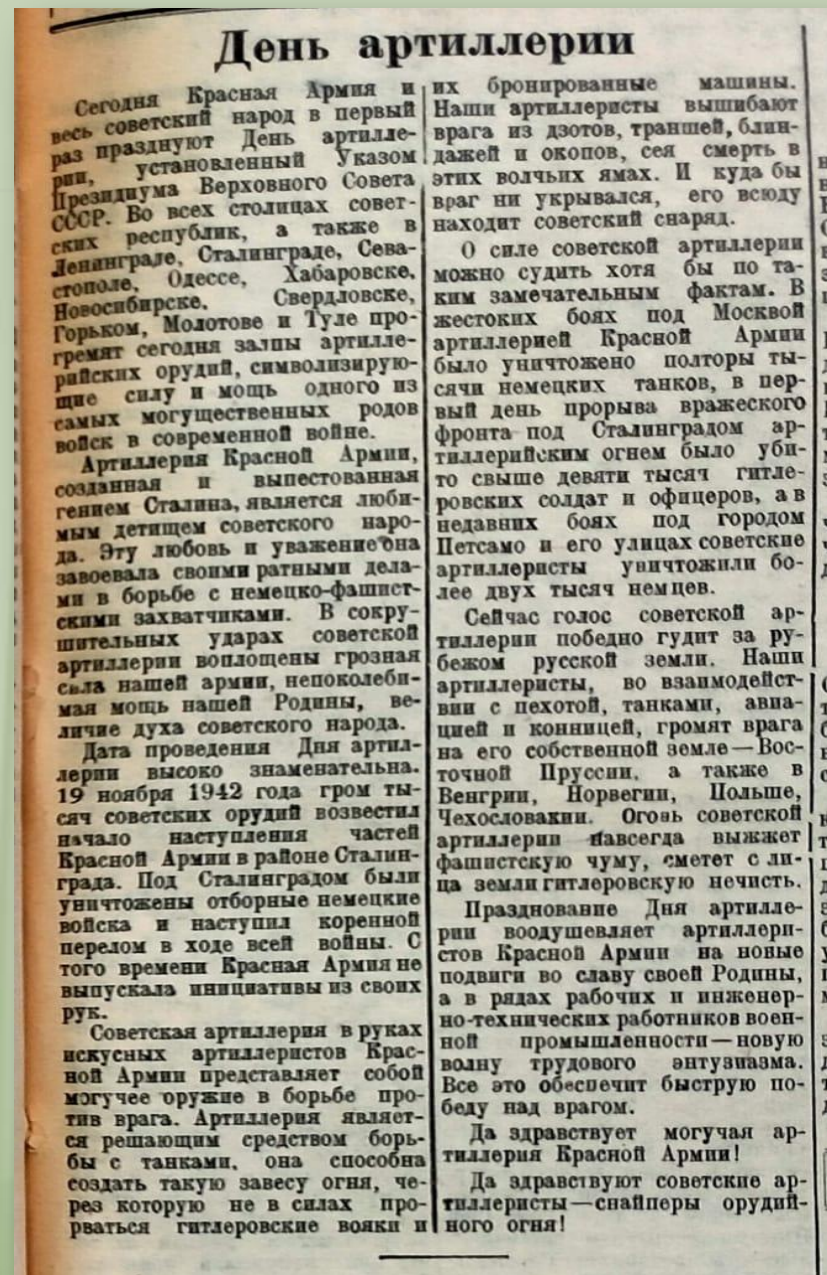 День артиллерии
Сегодня Красная Армия и
весь советский народ в первый
раз празднуют День артилле-
рии, установленный Указом
Президиума Верховного Совета
СССР. Во всех столицах совет-
ских республик, а также в
Ленинграде, Сталинграде, Сева-
стополе, Одессе, Хабаровске,
Новосибирске, Свердловске,
Горьком, Молотове и Туле про-
гремят сегодня залпы артилле-
рийских орудий, символизирую-
щие силу и мощь одного из
самых могущественных родов
войск в современной войне.
Артиллерия Красной Армии,
созданная и выпестованная
гением Сталина, является люби-
мым детищем советского наро-
да. Эту любовь и уважение она
завоевала своими ратными дела-
ми в борьбе с немецко-фашист-
скими захватчиками. В сокру-
шительных ударах советской
артиллерии воплощены грозная
сила нашей армии, непоколеби-
мая мощь нашей Родины, ве-
личие духа советского народа.
Дата проведения Дня артил-
лерии высоко знаменательна.
19 ноября 1942 года гром ты-
сяч советских орудий возвестил
начало наступления частей
Красной Армии в районе Сталин-
града. Под Сталинградом были
уничтожены отборные немецкие
войска и наступил коренной
перелом в ходе всей войны. С
того времени Красная Армия не
выпускала инициативы из своих
рук.
Советская артиллерия в руках
искусных артиллеристов Крас-
ной Армии представляет собой
могучее оружие в борьбе про-
тив врага. Артиллерия являет-
ся решающим средством борь-
бы с танками, она способна
создать такую завесу огня, че-
рез которую не в силах про-
рваться гитлеровские вояки и
их бронированные машины.
Наши артиллеристы вышибают
врага из дзотов, траншей, блин-
дажей и окопов, сея смерть в
этих волчьих ямах. И куда бы
враг ни укрывался, его всюду
находит советский снаряд.
О силе советской артиллерии
можно судить хотя бы по та-
ким замечательным фактам. В
жестоких боях под Москвой
артиллерией Красной Армии
было уничтожено полторы ты-
сячи немецких танков, в пер-
вый день прорыва вражеского
фронта под Сталинградом ар-
тиллерийским огнем было уби-
то свыше девяти тысяч гитле-
ровских солдат и офицеров, а в
недавних боях под городом
Петсамо и его улицах советские
артиллеристы уничтожили бо-
лее двух тысяч немцев.
Сейчас голос советской ар-
тиллерии победно гудит за ру-
бежом русской земли. Наши
артиллеристы, во взаимодейст-
вии с пехотой, танками, авиа-
цией и конницей, громят врага
на его собственной земле — Вос-
точной Пруссии, а также в
Венгрии, Норвегии, Польше,
Чехословакии. Огонь советской
артиллерии навсегда выжжет
фашистскую чуму, сметет с ли-
ца земли гитлеровскую нечисть.
Празднование Дня артилле-
рии воодушевляет артиллери-
стов Красной Армии на новые
подвиги во славу своей Родины,
а в рядах рабочих и инженер-
но-технических работников воен-
ной промышленности — новую
волну трудового энтузиазма.
Все это обеспечит быструю по-
беду над врагом.
Да здравствует могучая ар-
тиллерия Красной Армии!
Да здравствуют советские ар-
тиллеристы — снайперы орудий-
ного огня!